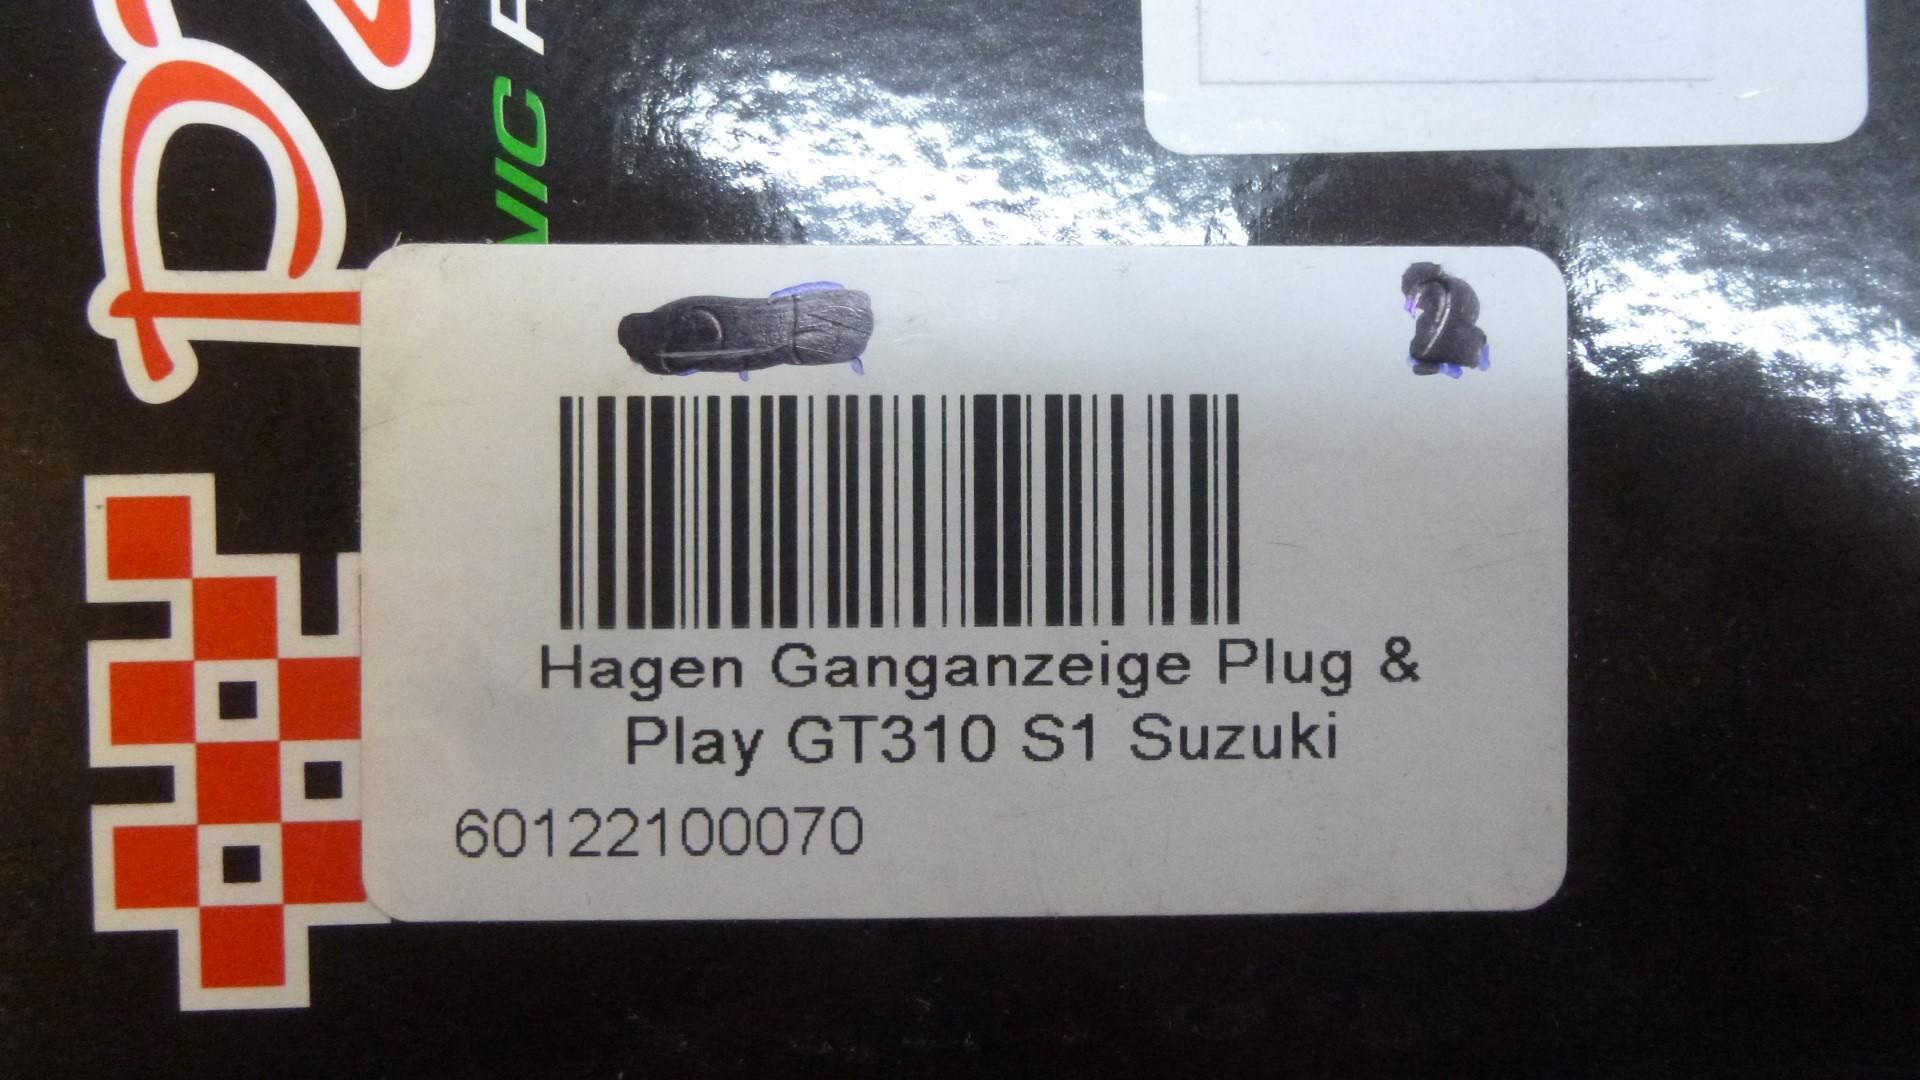 Hagen Ganganzeige Plug &
Play GT310 S1 Suzuki
60122100070